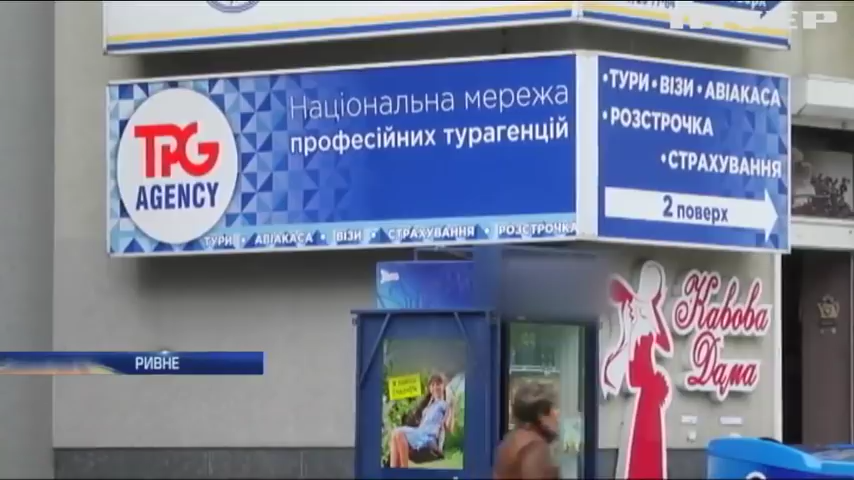 ІНТЕР
TPG
AGENCY
Національна мережа
професійних турагенцій
ТУРИ • АВІАКАСА • ВІЗИ • СТРАХУВАННЯ • РОЗСТРОЧКА
• ТУРИ • ВІЗИ • АВІАКАСА
• РОЗСТРОЧКА
• СТРАХУВАННЯ
2 поверх
Кавова
Дама
РИВНЕ